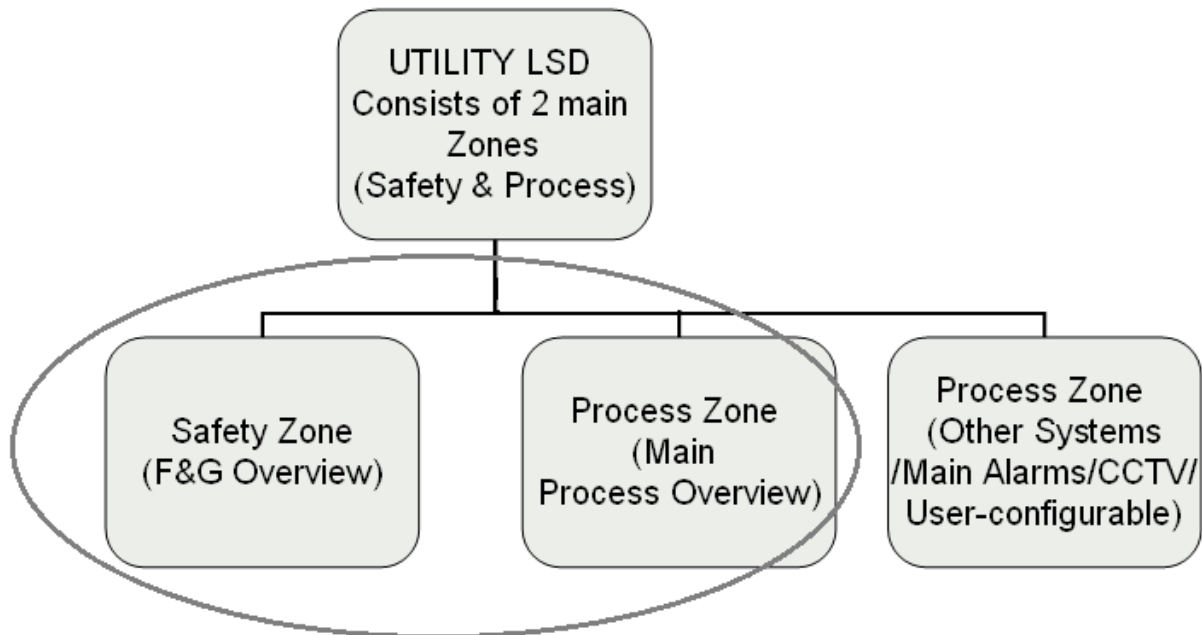 UTILITY LSD
Consists of 2 main
Zones
(Safety & Process)
Safety Zone
(F&G Overview)
Process Zone
(Main
Process Overview)
Process Zone
(Other Systems
/Main Alarms/CCTV/
User-configurable)